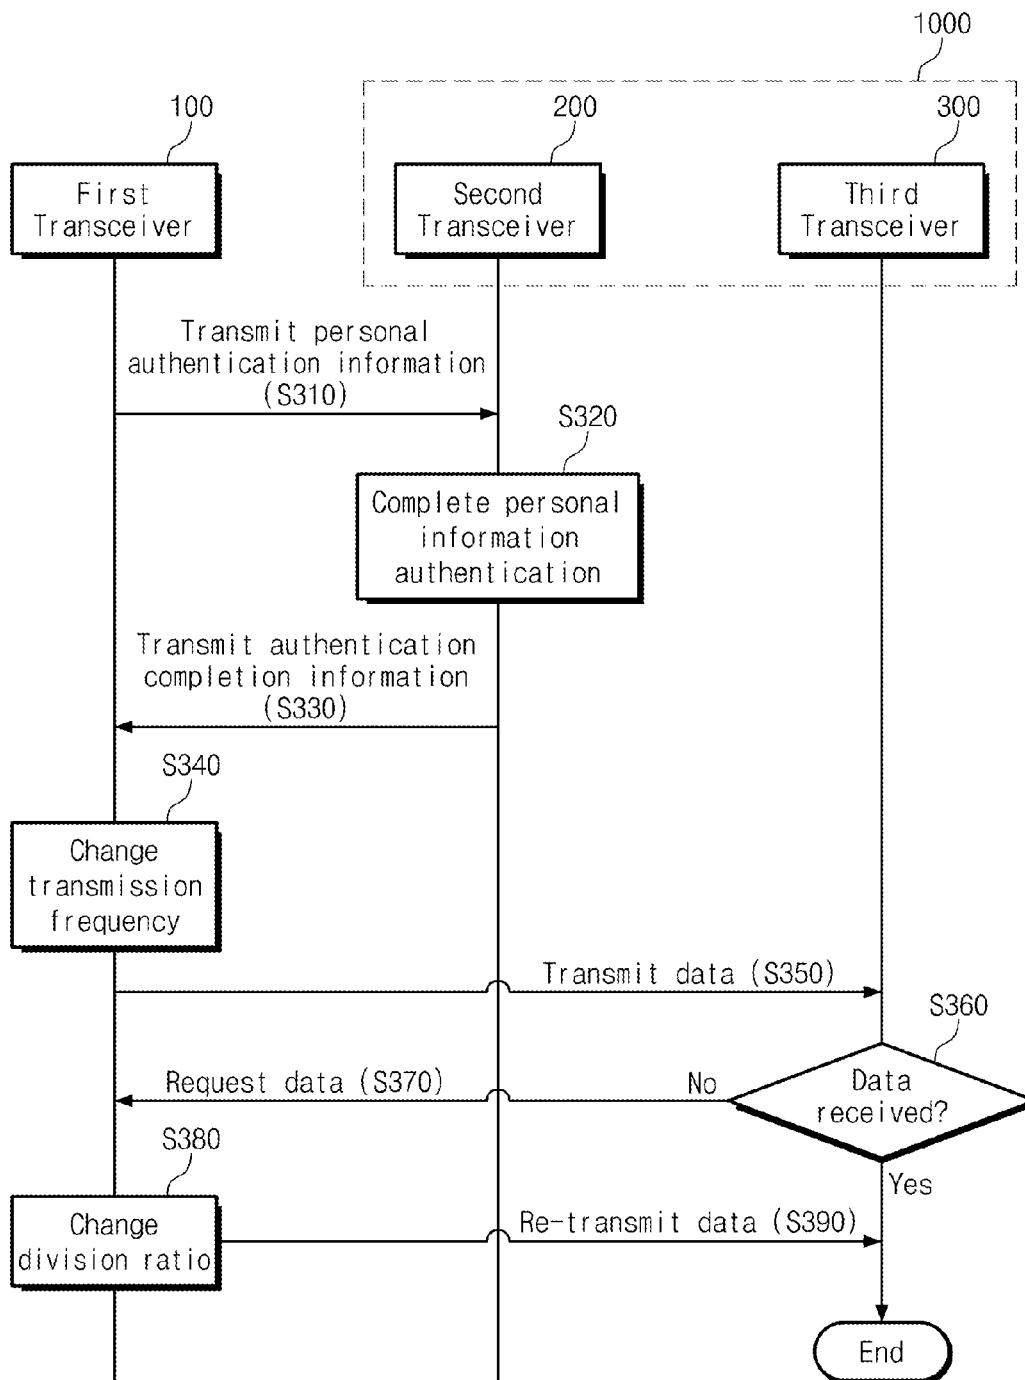 1000
100
200
300
First
Transceiver
Second
Transceiver
Third
Transceiver
Transmit personal
authentication information
(S310)
S320
Complete personal
information
authentication
Transmit authentication
completion information
(S330)
S340
Change
transmission
frequency
Transmit data (S350)
S360
Request data (S370)
No
Data
received?
S380
Yes
Change
division ratio
Re-transmit data (S390)
End